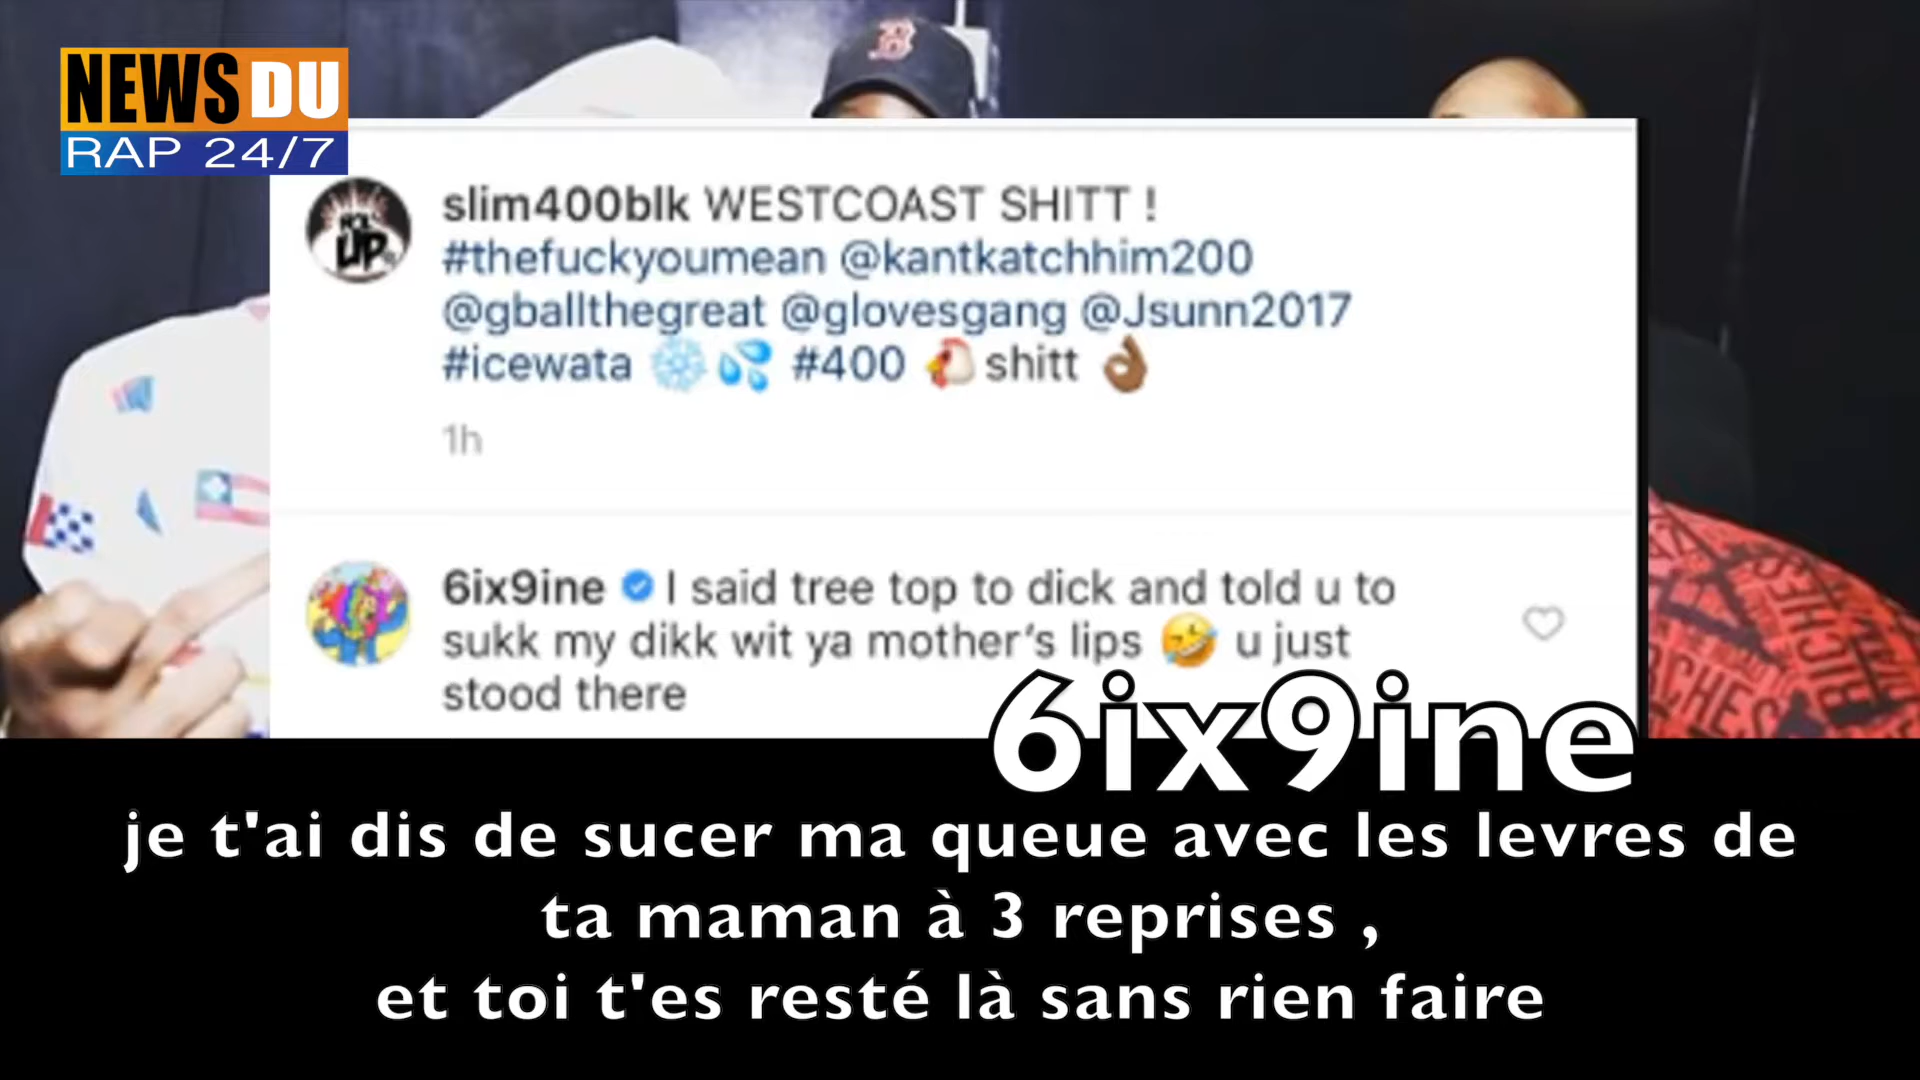 NEWS DU
RAP 24/7
slim400blk WESTCOAST SHITT !
#thefuckyoumean @kantkatchhim200
@gballthegreat @glovesgang @Jsunn2017
#icewata ❄️💦 #400 🐔shitt 👌🏾
1h
6ix9ine I said tree top to dick and told u to
sukk my dikk wit ya mother's lips 🤣 u just
stood there
6ix9ine
je t'ai dis de sucer ma queue avec les levres de
ta maman à 3 reprises ,
et toi t'es resté là sans rien faire